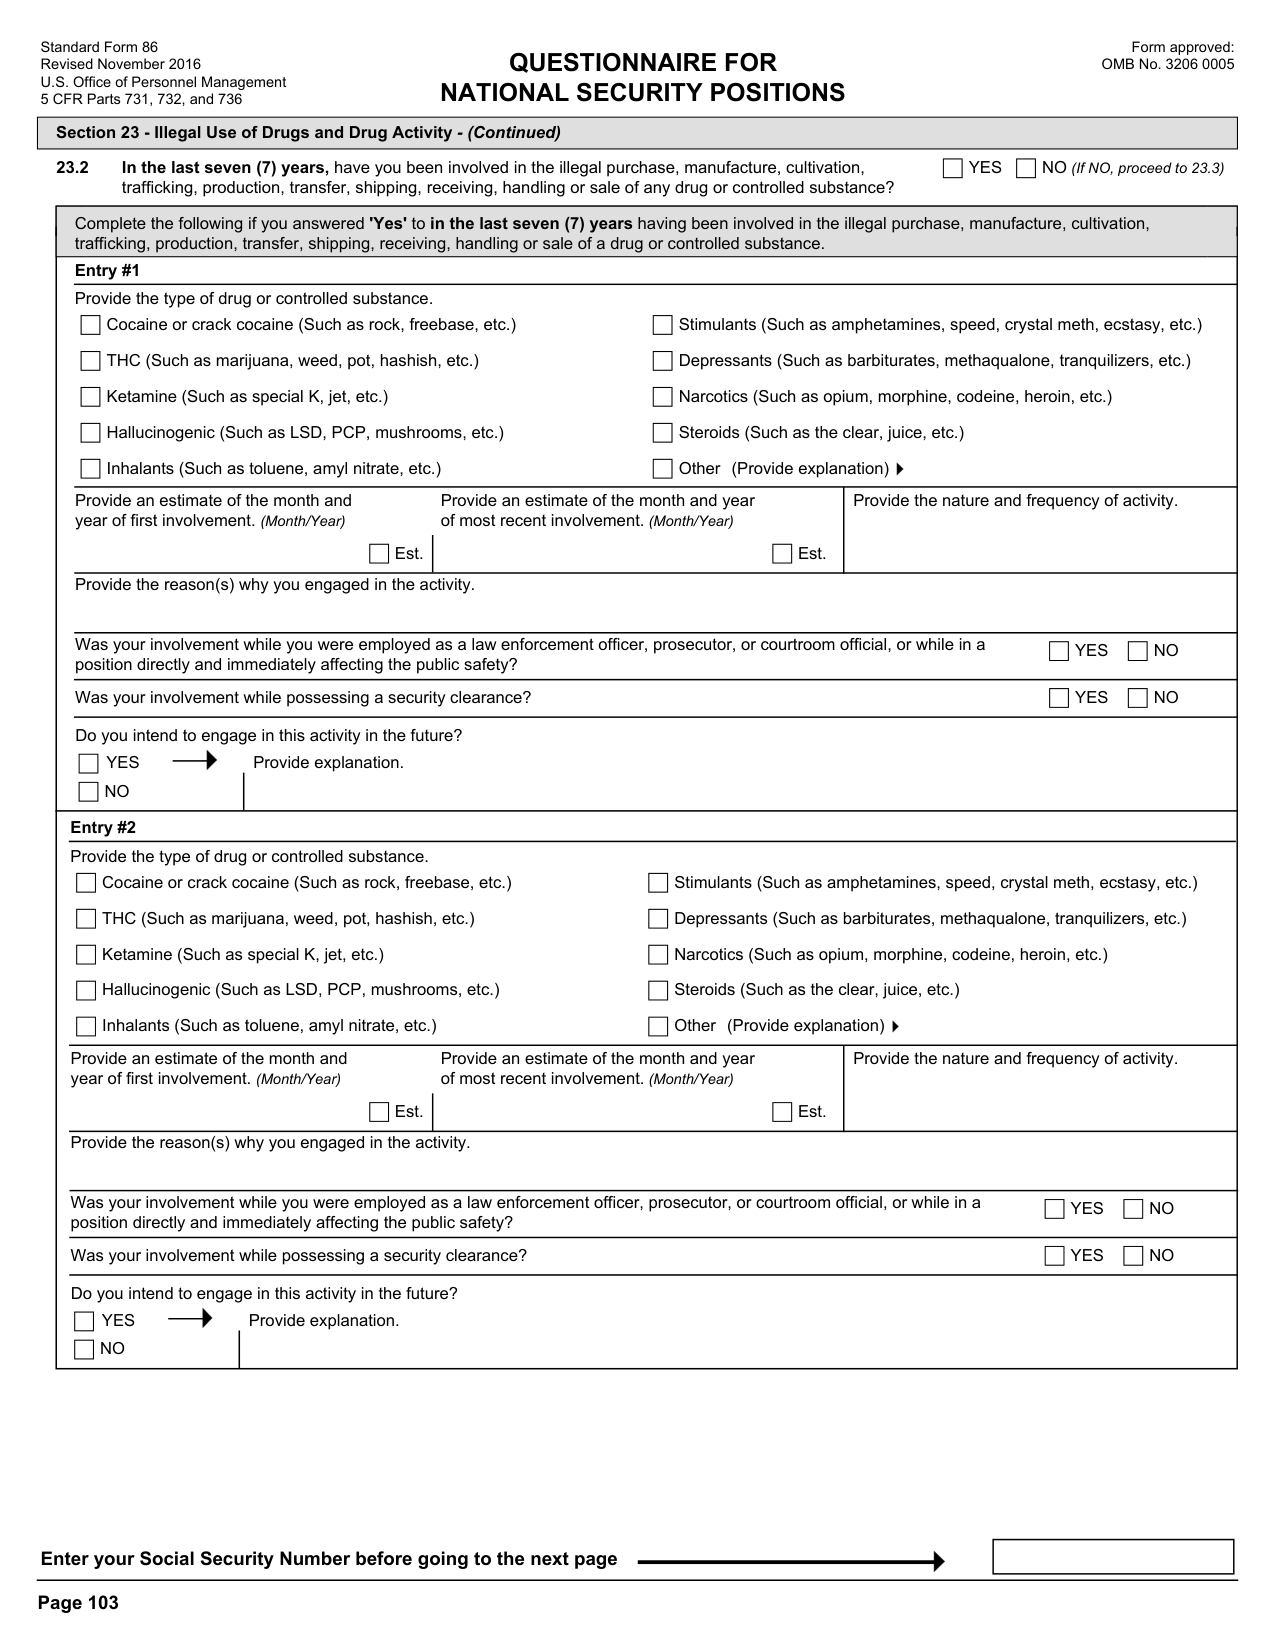 Standard Form 86
Revised November 2016
U.S. Office of Personnel Management
5 CFR Parts 731, 732, and 736
QUESTIONNAIRE FOR
NATIONAL SECURITY POSITIONS
Form approved:
OMB No. 3206 0005
Section 23 - Illegal Use of Drugs and Drug Activity - (Continued)
23.2 In the last seven (7) years, have you been involved in the illegal purchase, manufacture, cultivation,
trafficking, production, transfer, shipping, receiving, handling or sale of any drug or controlled substance?
YES NO (If NO, proceed to 23.3)
Complete the following if you answered 'Yes' to in the last seven (7) years having been involved in the illegal purchase, manufacture, cultivation,
trafficking, production, transfer, shipping, receiving, handling or sale of a drug or controlled substance.
Entry #1
Provide the type of drug or controlled substance.
Cocaine or crack cocaine (Such as rock, freebase, etc.)
Stimulants (Such as amphetamines, speed, crystal meth, ecstasy, etc.)
THC (Such as marijuana, weed, pot, hashish, etc.)
Depressants (Such as barbiturates, methaqualone, tranquilizers, etc.)
Ketamine (Such as special K, jet, etc.)
Narcotics (Such as opium, morphine, codeine, heroin, etc.)
Hallucinogenic (Such as LSD, PCP, mushrooms, etc.)
Steroids (Such as the clear, juice, etc.)
Inhalants (Such as toluene, amyl nitrate, etc.)
Other (Provide explanation)
Provide an estimate of the month and
year of first involvement. (Month/Year)
Est.
Provide an estimate of the month and year
of most recent involvement. (Month/Year)
Est.
Provide the nature and frequency of activity.
Provide the reason(s) why you engaged in the activity.
Was your involvement while you were employed as a law enforcement officer, prosecutor, or courtroom official, or while in a
position directly and immediately affecting the public safety?
YES NO
Was your involvement while possessing a security clearance?
YES NO
Do you intend to engage in this activity in the future?
YES Provide explanation.
NO
Entry #2
Provide the type of drug or controlled substance.
Cocaine or crack cocaine (Such as rock, freebase, etc.)
Stimulants (Such as amphetamines, speed, crystal meth, ecstasy, etc.)
THC (Such as marijuana, weed, pot, hashish, etc.)
Depressants (Such as barbiturates, methaqualone, tranquilizers, etc.)
Ketamine (Such as special K, jet, etc.)
Narcotics (Such as opium, morphine, codeine, heroin, etc.)
Hallucinogenic (Such as LSD, PCP, mushrooms, etc.)
Steroids (Such as the clear, juice, etc.)
Inhalants (Such as toluene, amyl nitrate, etc.)
Other (Provide explanation)
Provide an estimate of the month and
year of first involvement. (Month/Year)
Est.
Provide an estimate of the month and year
of most recent involvement. (Month/Year)
Est.
Provide the nature and frequency of activity.
Provide the reason(s) why you engaged in the activity.
Was your involvement while you were employed as a law enforcement officer, prosecutor, or courtroom official, or while in a
position directly and immediately affecting the public safety?
YES NO
Was your involvement while possessing a security clearance?
YES NO
Do you intend to engage in this activity in the future?
YES Provide explanation.
NO
Enter your Social Security Number before going to the next page
Page 103